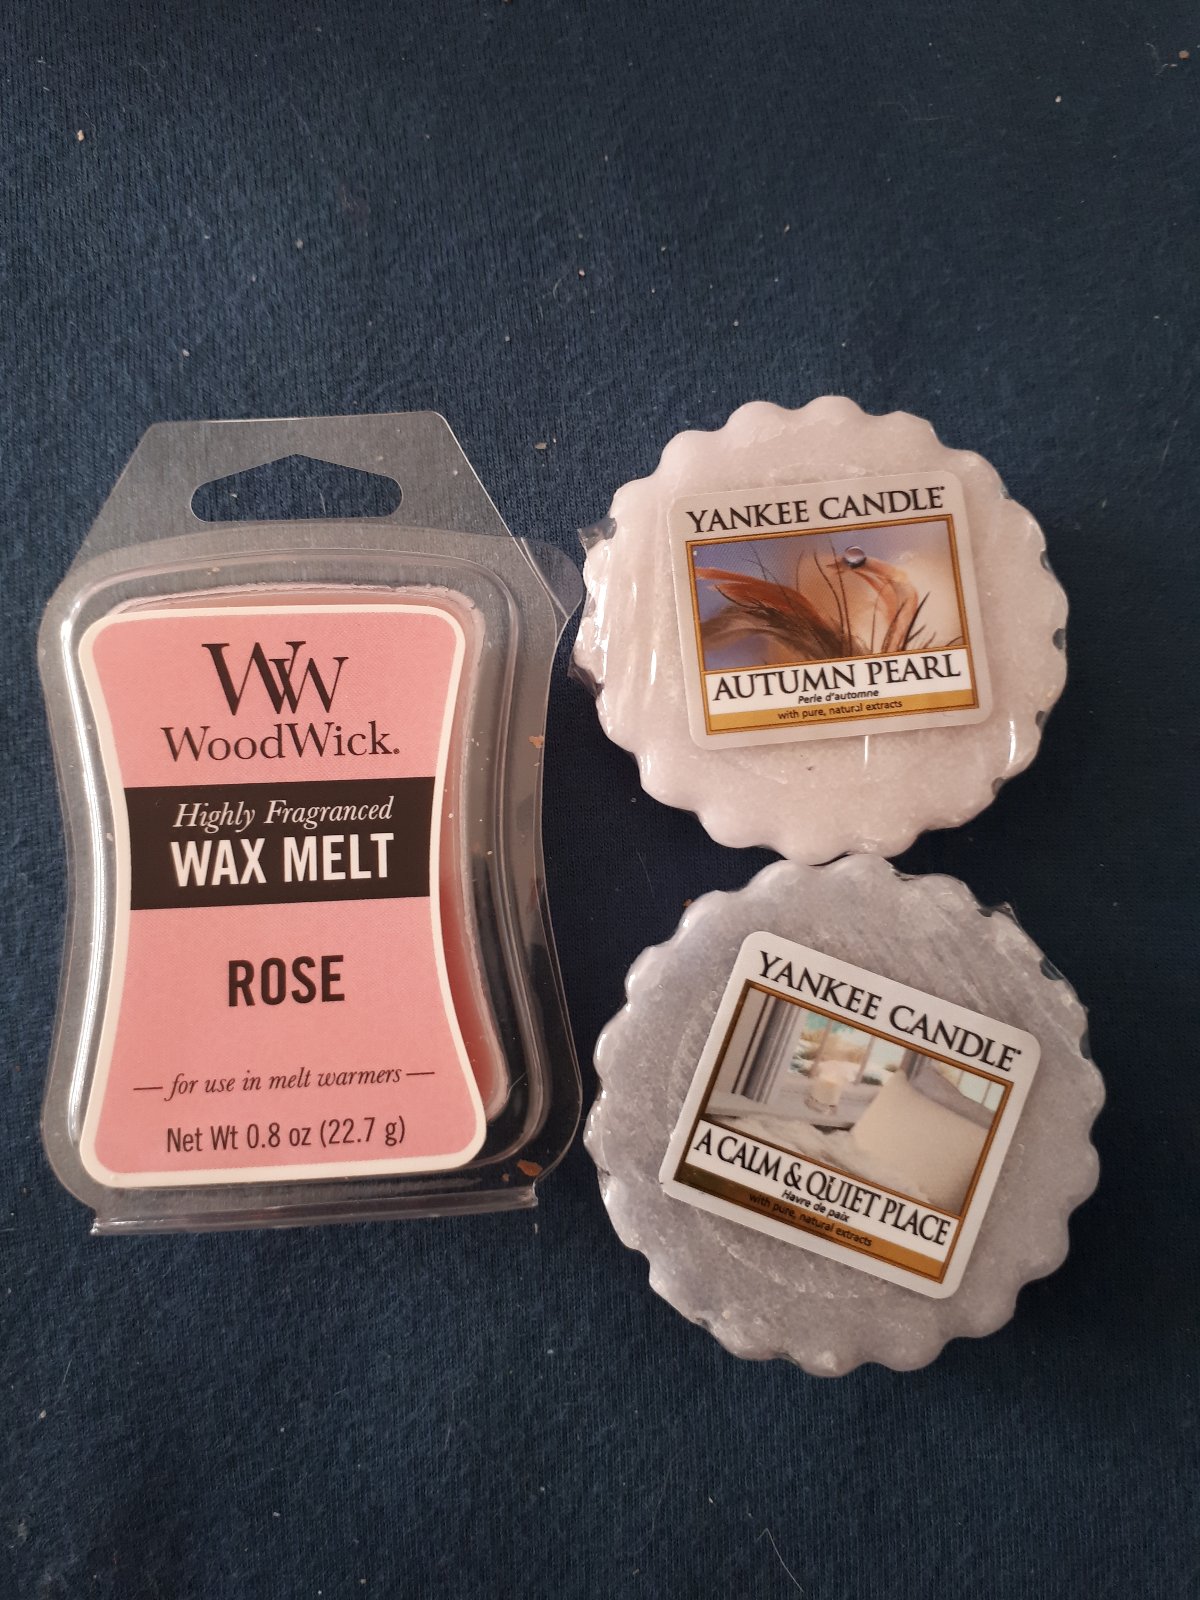 WW
WoodWick.
Highly Fragranced
WAX MELT
ROSE
— for use in melt warmers —
Net Wt 0.8 oz (22.7 g)
YANKEE CANDLE®
AUTUMN PEARL
Perle d'automne
with pure, natural extracts
YANKEE CANDLE®
A CALM & QUIET PLACE
Havre de paix
with pure, natural extracts